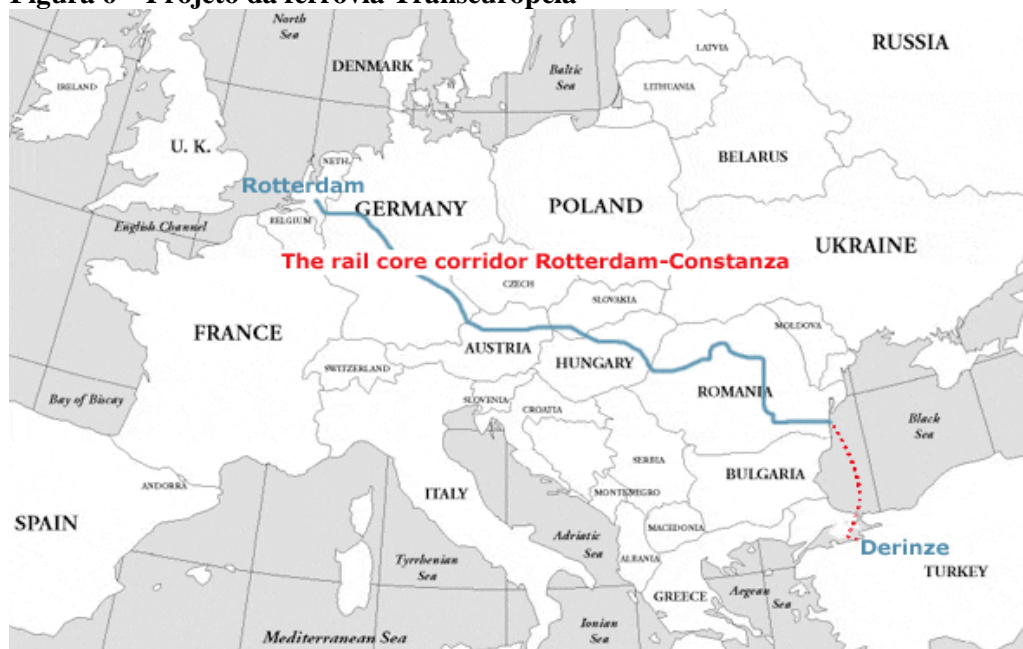 Figura 6 – Projeto da ferrovia Transeuropeia
North
Sea
DENMARK
Baltic
Sea
LATVIA
RUSSIA
LITHUANIA
IRELAND
U. K.
NETH.
BELARUS
Rotterdam
GERMANY
POLAND
BELGIUM
English Channel
UKRAINE
The rail core corridor Rotterdam-Constanza
CZECH
SLOVAKIA
FRANCE
MOLDOVA
AUSTRIA
HUNGARY
SWITZERLAND
ROMANIA
Bay of Biscay
SLOVENIA
CROATIA
Black
Sea
SERBIA
BULGARIA
ANDORRA
ITALY
MONTENEGRO
SPAIN
MACEDONIA
Adriatic
Sea
Derinze
ALBANIA
Tyrrhenian
Sea
TURKEY
GREECE
Aegean
Sea
Ionian
Sea
Mediterranean Sea